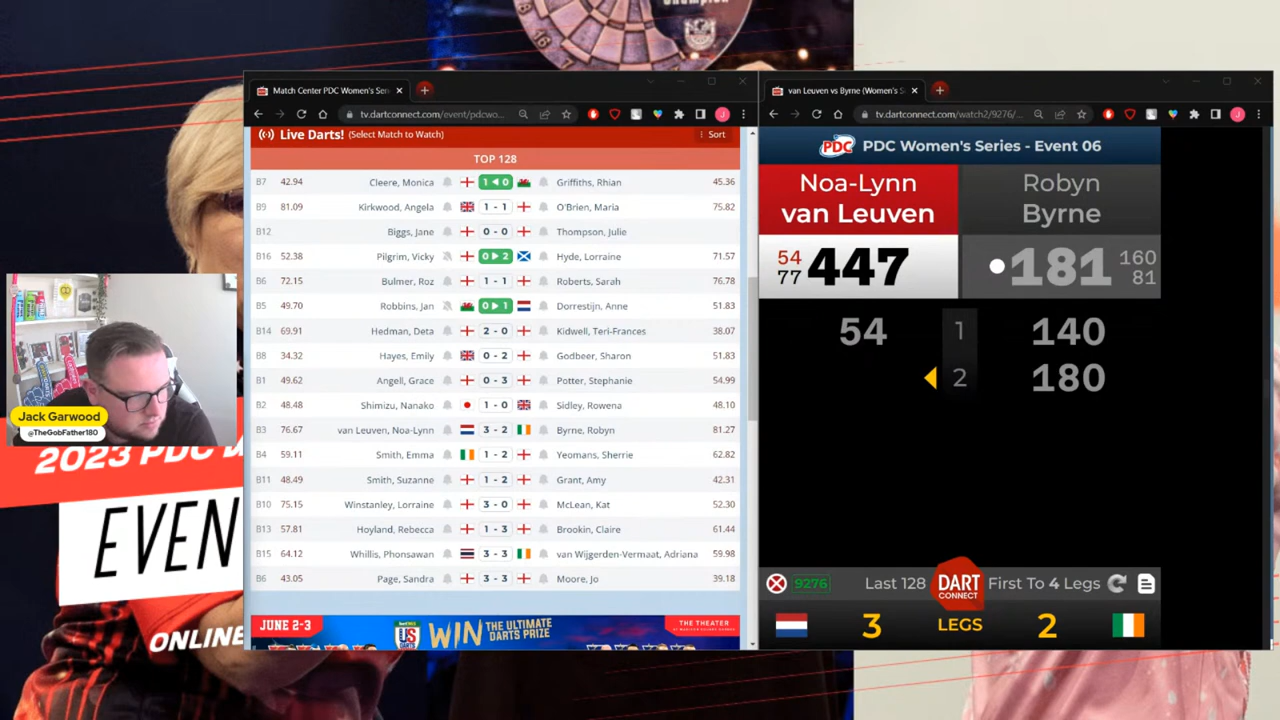 Champion
16
7
Match Center PDC Women's Ser
tv.dartconnect.com/event/pdcwo...
Live Darts! (Select Match to Watch)
Sort
TOP 128
B7 42.94 Cleere, Monica 1 ◀ 0 Griffiths, Rhian 45.36
B9 81.09 Kirkwood, Angela 1 - 1 O'Brien, Maria 75.82
B12 Biggs, Jane 0 - 0 Thompson, Julie
B16 52.38 Pilgrim, Vicky 0 ▶ 2 Hyde, Lorraine 71.57
B6 72.15 Bulmer, Roz 1 - 1 Roberts, Sarah 76.78
B5 49.70 Robbins, Jan 0 ▶ 1 Dorrestijn, Anne 51.83
B14 69.91 Hedman, Deta 2 - 0 Kidwell, Teri-Frances 38.07
B8 34.32 Hayes, Emily 0 - 2 Godbeer, Sharon 51.83
B1 49.62 Angell, Grace 0 - 3 Potter, Stephanie 54.99
B2 48.48 Shimizu, Nanako 1 - 0 Sidley, Rowena 48.10
B3 76.67 van Leuven, Noa-Lynn 3 - 2 Byrne, Robyn 81.27
B4 59.11 Smith, Emma 1 - 2 Yeomans, Sherrie 62.82
B11 48.49 Smith, Suzanne 1 - 2 Grant, Amy 42.31
B10 75.15 Winstanley, Lorraine 3 - 0 McLean, Kat 52.30
B13 57.81 Hoyland, Rebecca 1 - 3 Brookin, Claire 61.44
B15 64.12 Whillis, Phonsawan 3 - 3 van Wijgerden-Vermaat, Adriana 59.98
B6 43.05 Page, Sandra 3 - 3 Moore, Jo 39.18
JUNE 2-3
US
DARTS
WIN THE ULTIMATE
DARTS PRIZE
THE THEATER
van Leuven vs Byrne (Women's S
tv.dartconnect.com/watch2/9276/...
PDC PDC Women's Series - Event 06
Noa-Lynn
van Leuven
Robyn
Byrne
54
77
447
181
160
81
54 1 140
2 180
9276 Last 128 DART
CONNECT First To 4 Legs
3 LEGS 2
Jack Garwood
@TheGobFather180
2023 PDC W
EVEN
ONLINE